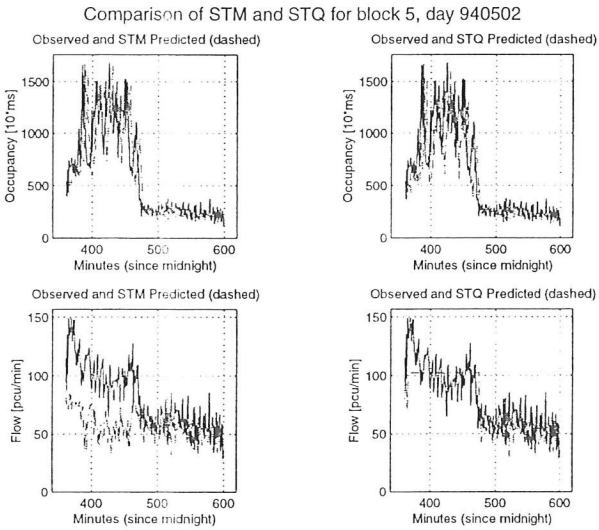 Comparison of STM and STQ for block 5, day 940502
Observed and STM Predicted (dashed)
Occupancy [10*ms]
1500
1000
500
0
400
500
600
Minutes (since midnight)
Observed and STQ Predicted (dashed)
Occupancy [10*ms]
1500
1000
500
0
400
500
600
Minutes (since midnight)
Observed and STM Predicted (dashed)
Flow [pcu/min]
150
100
50
0
400
500
600
Minutes (since midnight)
Observed and STQ Predicted (dashed)
Flow [pcu/min]
150
100
50
0
400
500
600
Minutes (since midnight)